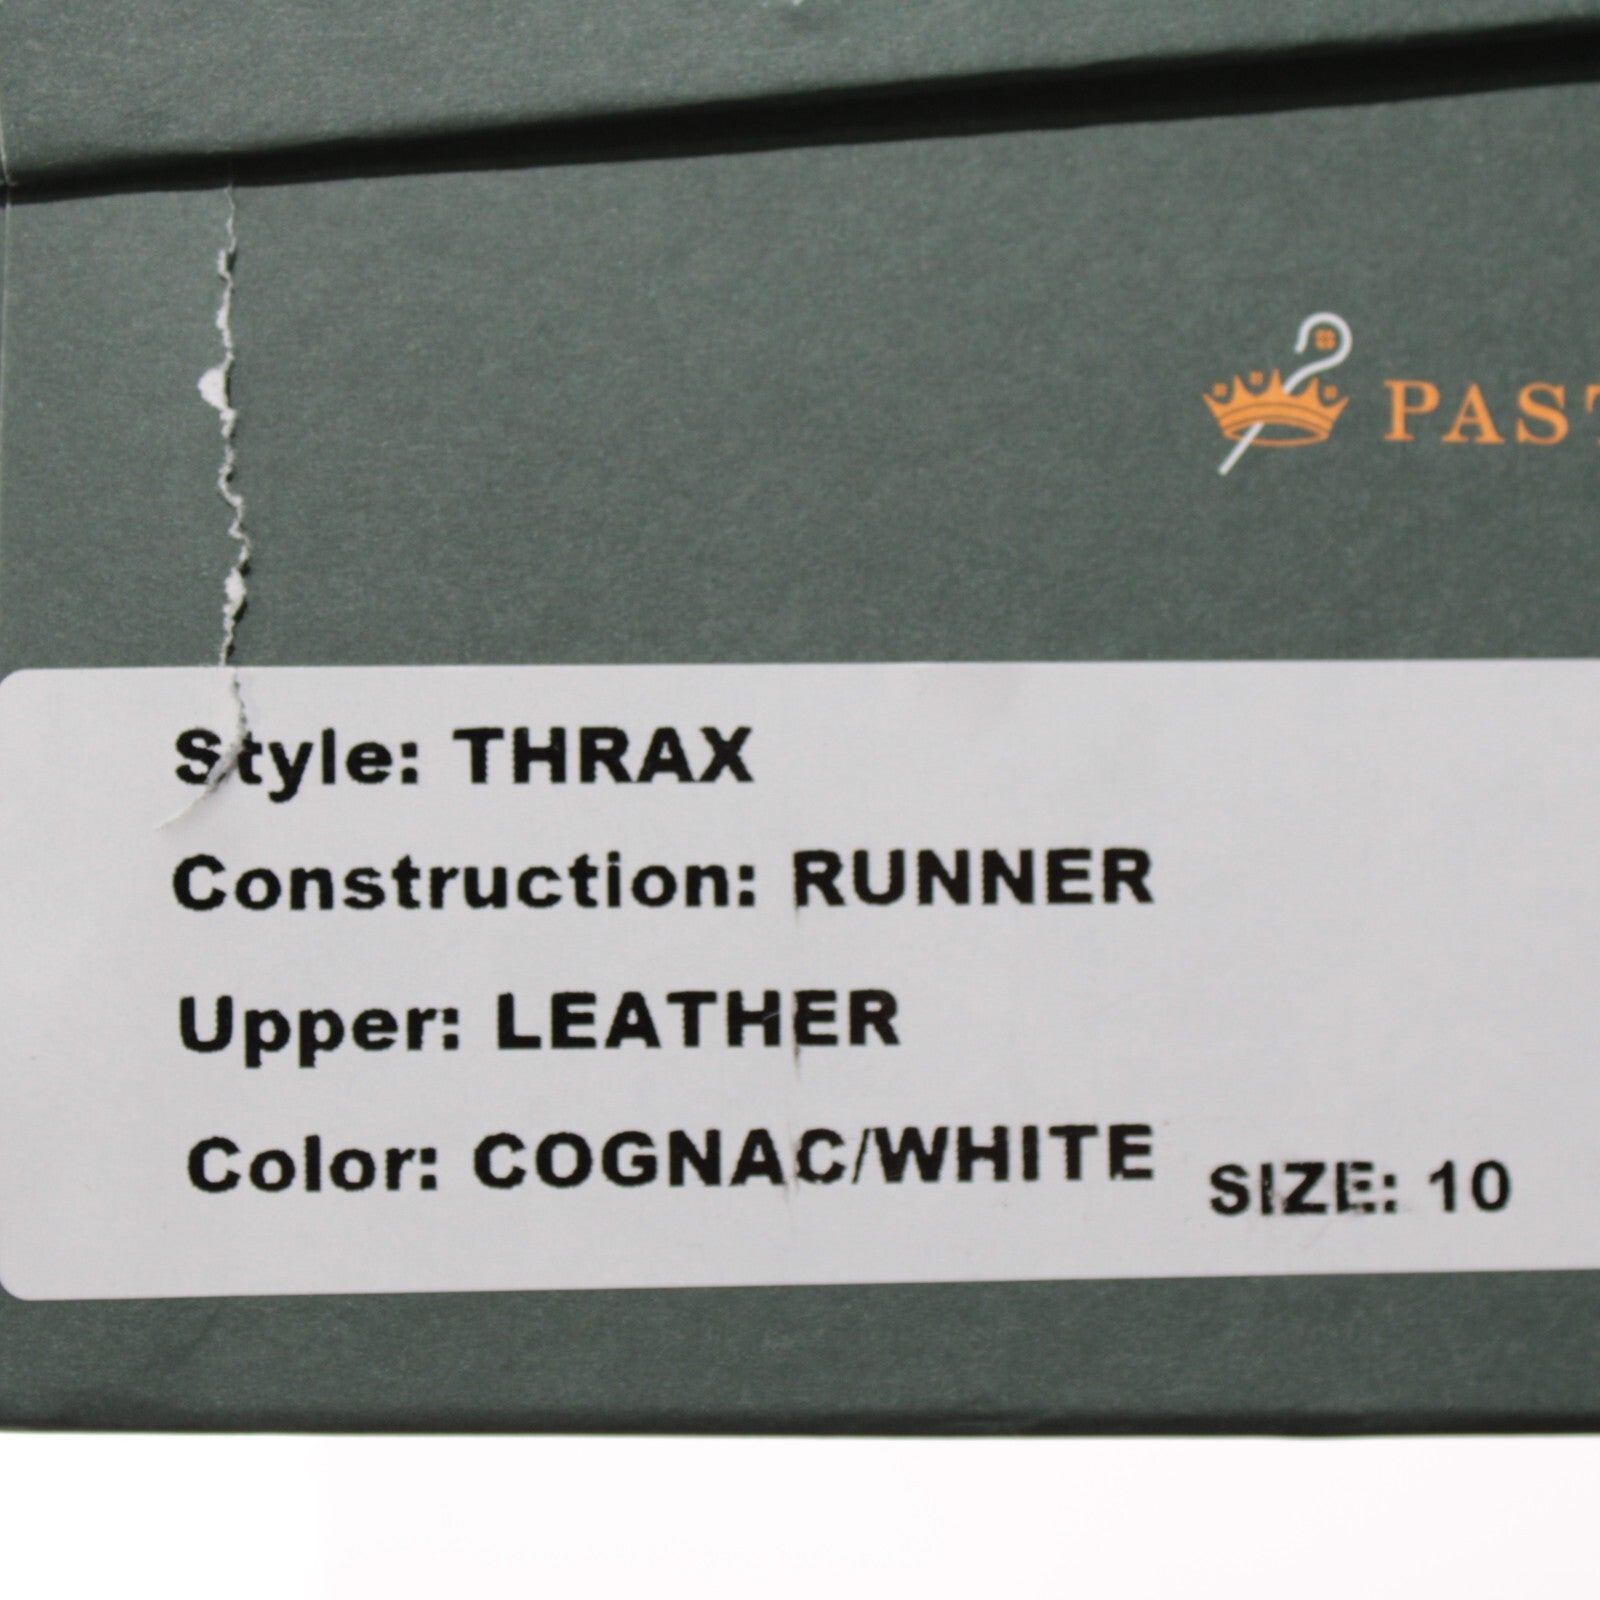 PAST
Style: THRAX
Construction: RUNNER
Upper: LEATHER
Color: COGNAC/WHITE
SIZE: 10